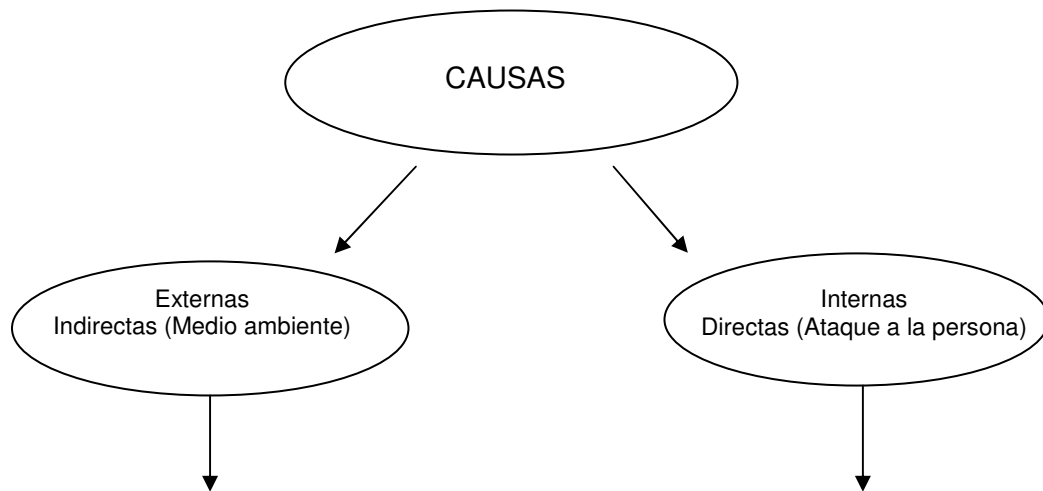 CAUSAS
Externas
Indirectas (Medio ambiente)
Internas
Directas (Ataque a la persona)